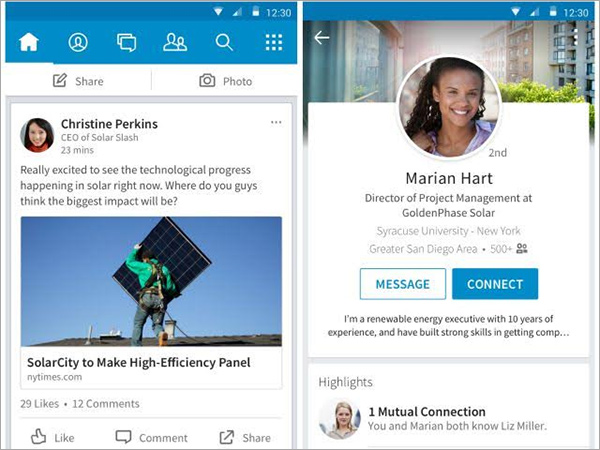 12:30
Share
Photo
Christine Perkins
CEO of Solar Slash
23 mins
Really excited to see the technological progress
happening in solar right now. Where do you guys
think the biggest impact will be?
SolarCity to Make High-Efficiency Panel
nytimes.com
29 Likes • 12 Comments
Like
Comment
Share
12:30
2nd
Marian Hart
Director of Project Management at
GoldenPhase Solar
Syracuse University - New York
Greater San Diego Area • 500+
MESSAGE
CONNECT
I'm a renewable energy executive with 10 years of
experience, and have built strong skills in getting comp...
Highlights
1 Mutual Connection
You and Marian both know Liz Miller.